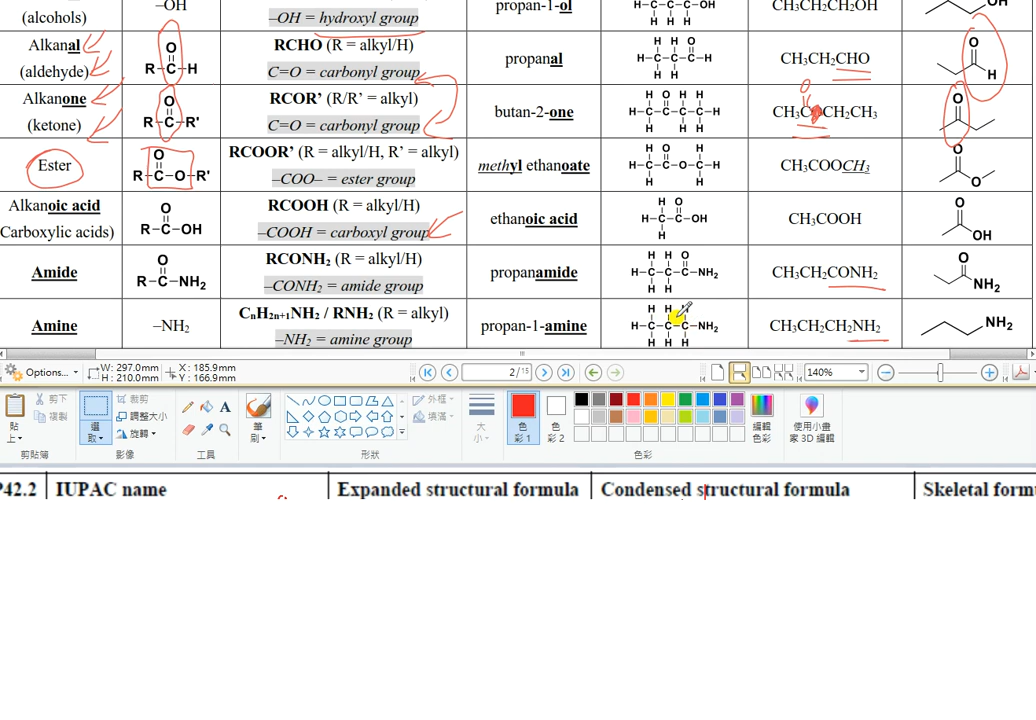 (alcohols) –OH –OH = hydroxyl group propan-1-ol CH3CH2CH2OH
Alkanal
(aldehyde)
R–C–H
O
RCHO (R = alkyl/H)
C=O = carbonyl group
propanal
CH3CH2CHO
Alkanone
(ketone)
O
R–C–R'
RCOR’ (R/R’ = alkyl)
C=O = carbonyl group
butan-2-one
Ester
O
R–C–O–R'
RCOOR’ (R = alkyl/H, R’ = alkyl)
–COO– = ester group
methyl ethanoate
CH3COOCH3
Alkanoic acid
Carboxylic acids)
O
R–C–OH
RCOOH (R = alkyl/H)
–COOH = carboxyl group
ethanoic acid
CH3COOH
OH
Amide
O
R–C–NH2
RCONH2 (R = alkyl/H)
–CONH2 = amide group
propanamide
CH3CH2CONH2
NH2
Amine
–NH2
CnH2n+1NH2 / RNH2 (R = alkyl)
–NH2 = amine group
propan-1-amine
CH3CH2CH2NH2
NH2
Options... W: 297.0mm X: 185.9mm 2/15 140%
H: 210.0mm Y: 166.9mm
貼上 剪下 複製 選取 裁剪 調整大小 旋轉 A 筆刷 外框 填滿 大小 色彩 1 色彩 2 編輯色彩 使用小畫家 3D 編輯
剪貼簿 影像 工具 形狀 色彩
P42.2 IUPAC name Expanded structural formula Condensed structural formula Skeletal form